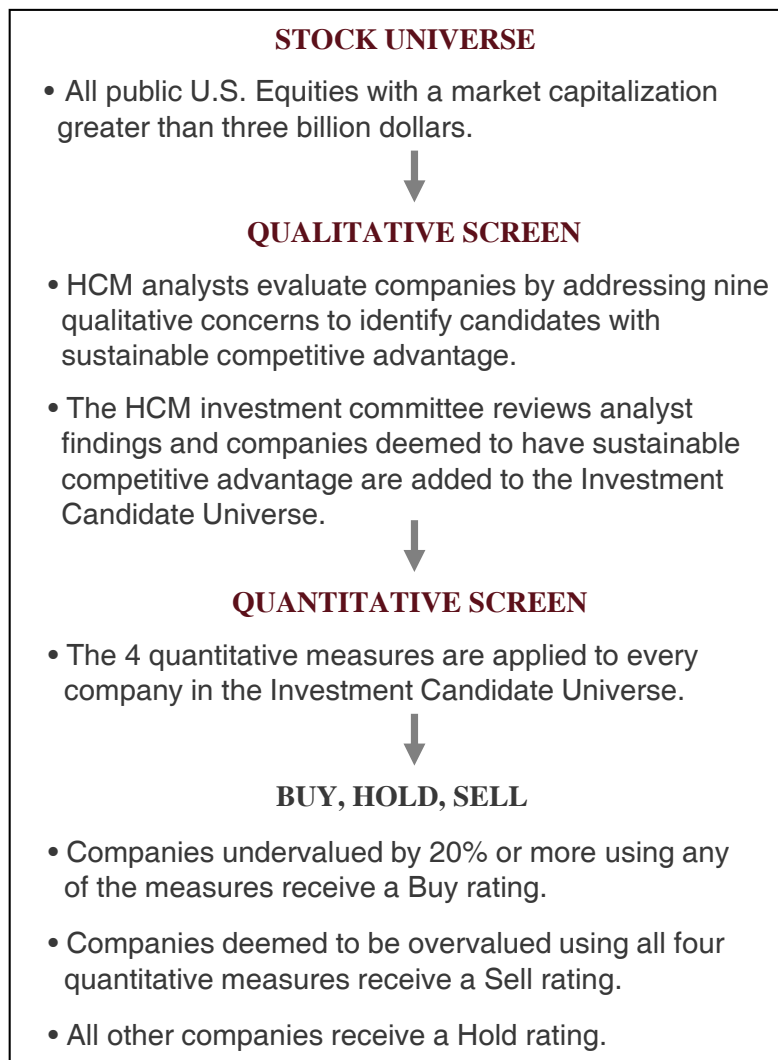 STOCK UNIVERSE
• All public U.S. Equities with a market capitalization
greater than three billion dollars.
QUALITATIVE SCREEN
• HCM analysts evaluate companies by addressing nine
qualitative concerns to identify candidates with
sustainable competitive advantage.
• The HCM investment committee reviews analyst
findings and companies deemed to have sustainable
competitive advantage are added to the Investment
Candidate Universe.
QUANTITATIVE SCREEN
• The 4 quantitative measures are applied to every
company in the Investment Candidate Universe.
BUY, HOLD, SELL
• Companies undervalued by 20% or more using any
of the measures receive a Buy rating.
• Companies deemed to be overvalued using all four
quantitative measures receive a Sell rating.
• All other companies receive a Hold rating.